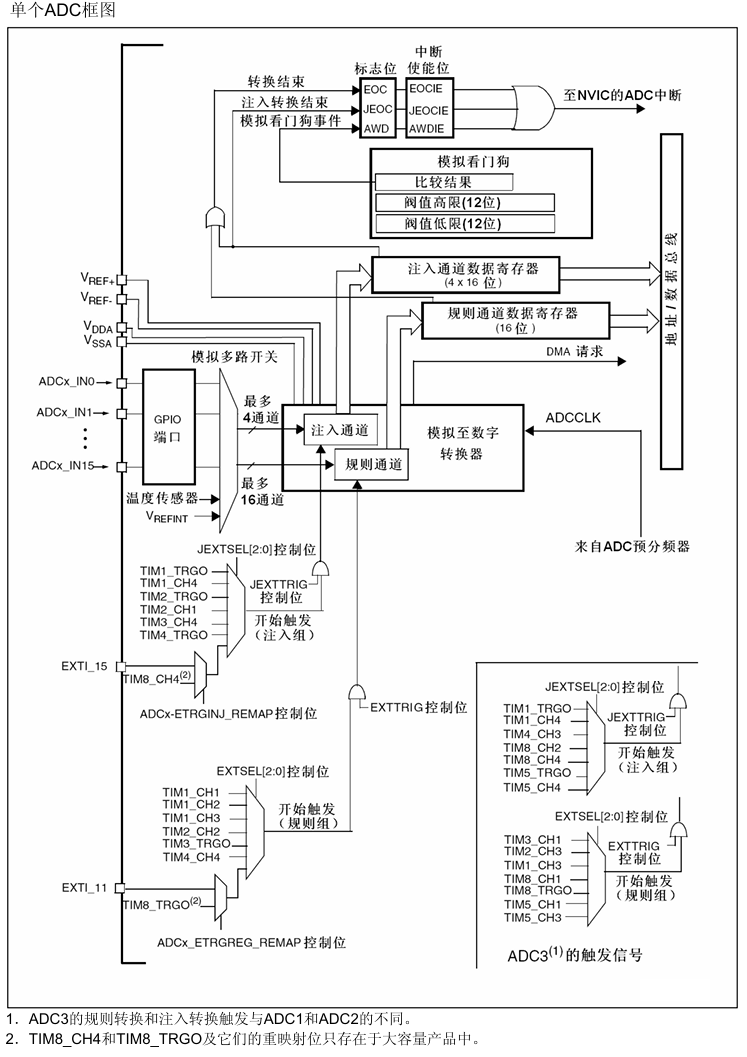 单个ADC框图
中断
标志位 使能位
转换结束
EOC
EOCIE
注入转换结束
JEOC
JEOCIE
至NVIC的ADC中断
模拟看门狗事件
AWD
AWDIE
模拟看门狗
比较结果
阀值高限(12位)
阀值低限(12位)
地址/数据总线
注入通道数据寄存器
(4 x 16 位)
规则通道数据寄存器
(16 位)
VREF+
VREF-
VDDA
VSSA
DMA 请求
模拟多路开关
ADCx_IN0
ADCx_IN1
ADCx_IN15
GPIO
端口
最多
4通道
注入通道
规则通道
模拟至数字
转换器
ADCCLK
最多
16通道
温度传感器
VREFINT
来自ADC预分频器
JEXTSEL[2:0]控制位
TIM1_TRGO
TIM1_CH4
TIM2_TRGO
TIM2_CH1
TIM3_CH4
TIM4_TRGO
JEXTTRIG
控制位
开始触发
(注入组)
EXTI_15
TIM8_CH4(2)
ADCx-ETRGINJ_REMAP控制位
EXTTRIG控制位
EXTSEL[2:0]控制位
TIM1_CH1
TIM1_CH2
TIM1_CH3
TIM2_CH2
TIM3_TRGO
TIM4_CH4
开始触发
(规则组)
EXTI_11
TIM8_TRGO(2)
ADCx_ETRGREG_REMAP 控制位
JEXTSEL[2:0]控制位
TIM1_TRGO
TIM1_CH4
TIM4_CH3
TIM8_CH2
TIM8_CH4
TIM5_TRGO
TIM5_CH4
JEXTTRIG
控制位
开始触发
(注入组)
EXTSEL[2:0]控制位
TIM3_CH1
TIM2_CH3
TIM1_CH3
TIM8_CH1
TIM8_TRGO
TIM5_CH1
TIM5_CH3
EXTTRIG
控制位
开始触发
(规则组)
ADC3(1)的触发信号
1. ADC3的规则转换和注入转换触发与ADC1和ADC2的不同。
2. TIM8_CH4和TIM8_TRGO及它们的重映射位只存在于大容量产品中。